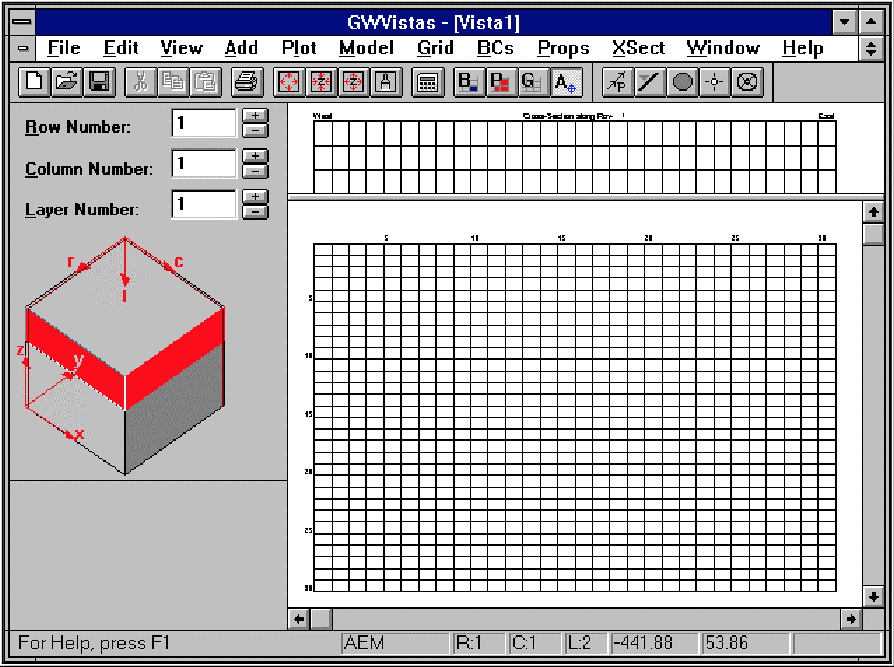 GWVistas - [Vista1]
File Edit View Add Plot Model Grid BCs Props XSect Window Help
B P G A P
Row Number: 1
Column Number: 1
Layer Number: 1
r c
l
z y
x
West Cross-Section along Row 1 East
5 10 15 20 25 30
5
10
15
20
25
30
For Help, press F1 AEM R:1 C:1 L:2 -441.88 53.86